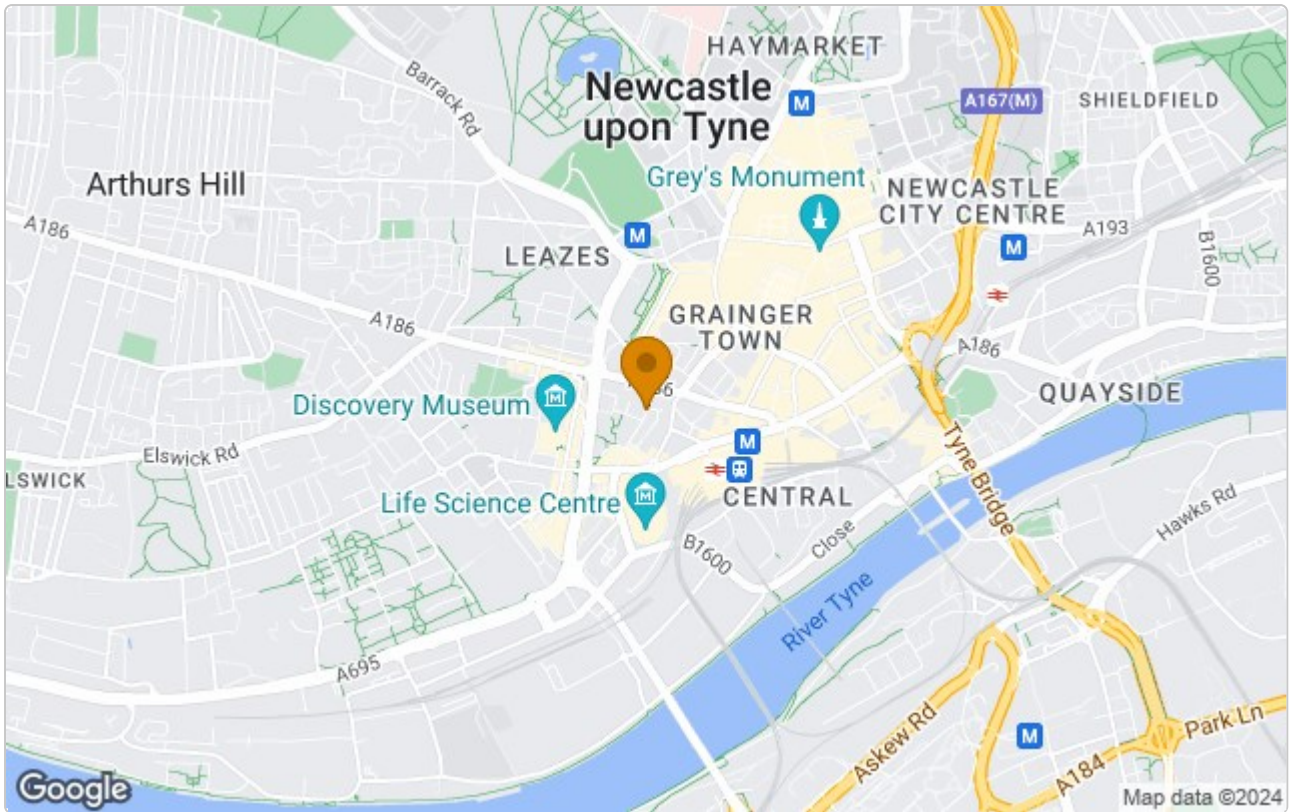 HAYMARKET
Newcastle
upon Tyne
Barrack Rd
M
A167(M)
SHIELDFIELD
Arthurs Hill
Grey's Monument
NEWCASTLE
CITY CENTRE
A186
M
LEAZES
A193
M
B1600
GRAINGER
TOWN
A186
A186
QUAYSIDE
Discovery Museum
M
Elswick Rd
LSWICK
M
Tyne Bridge
Life Science Centre
M
CENTRAL
Hawks Rd
Close
B1600
River Tyne
A695
Askew Rd
M
Park Ln
A184
Google
Map data ©2024